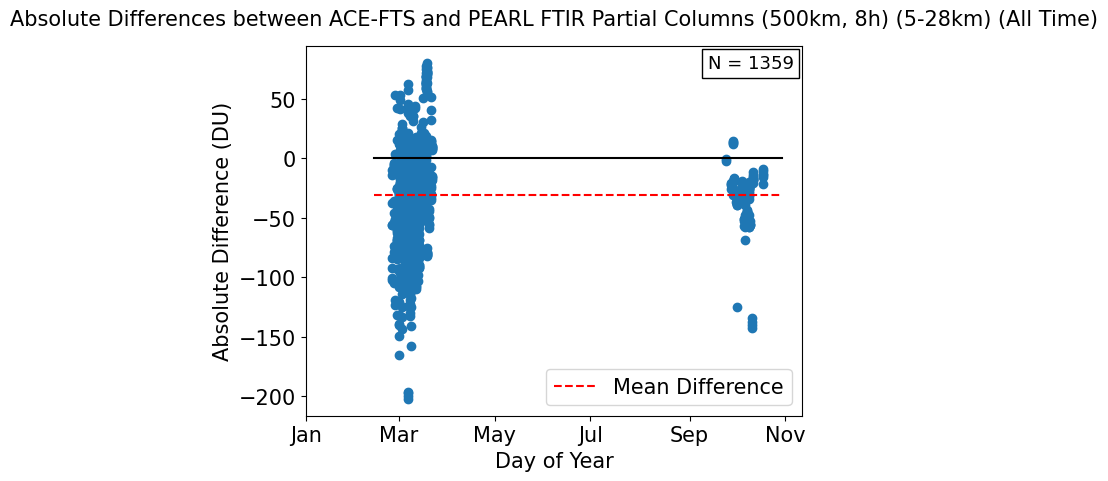 Absolute Differences between ACE-FTS and PEARL FTIR Partial Columns (500km, 8h) (5-28km) (All Time)
N = 1359
Absolute Difference (DU)
50
0
−50
−100
−150
−200
Mean Difference
Jan Mar May Jul Sep Nov
Day of Year